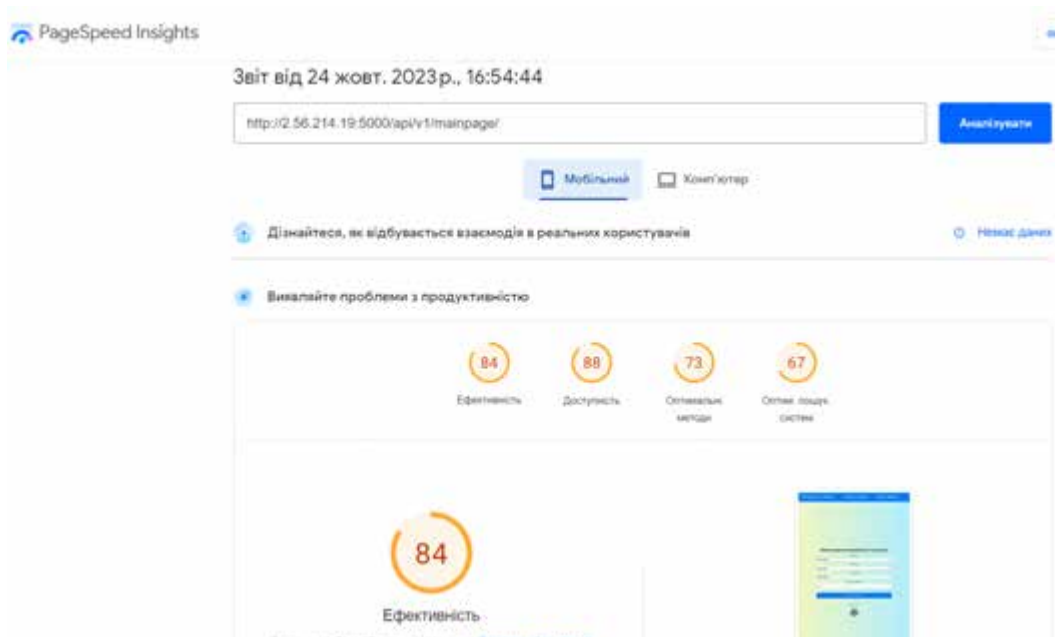 PageSpeed Insights
Звіт від 24 жовт. 2023 р., 16:54:44
http://2.56.214.19:5000/api/v1/mainpage/
Аналізувати
Мобільний
Комп'ютер
Дізнайтеся, як відбувається взаємодія в реальних користувачів
Немає даних
Виявляйте проблеми з продуктивністю
84
88
73
67
Ефективність
Доступність
Оптимальні
методи
Оптим. пошук.
систем
84
Ефективність